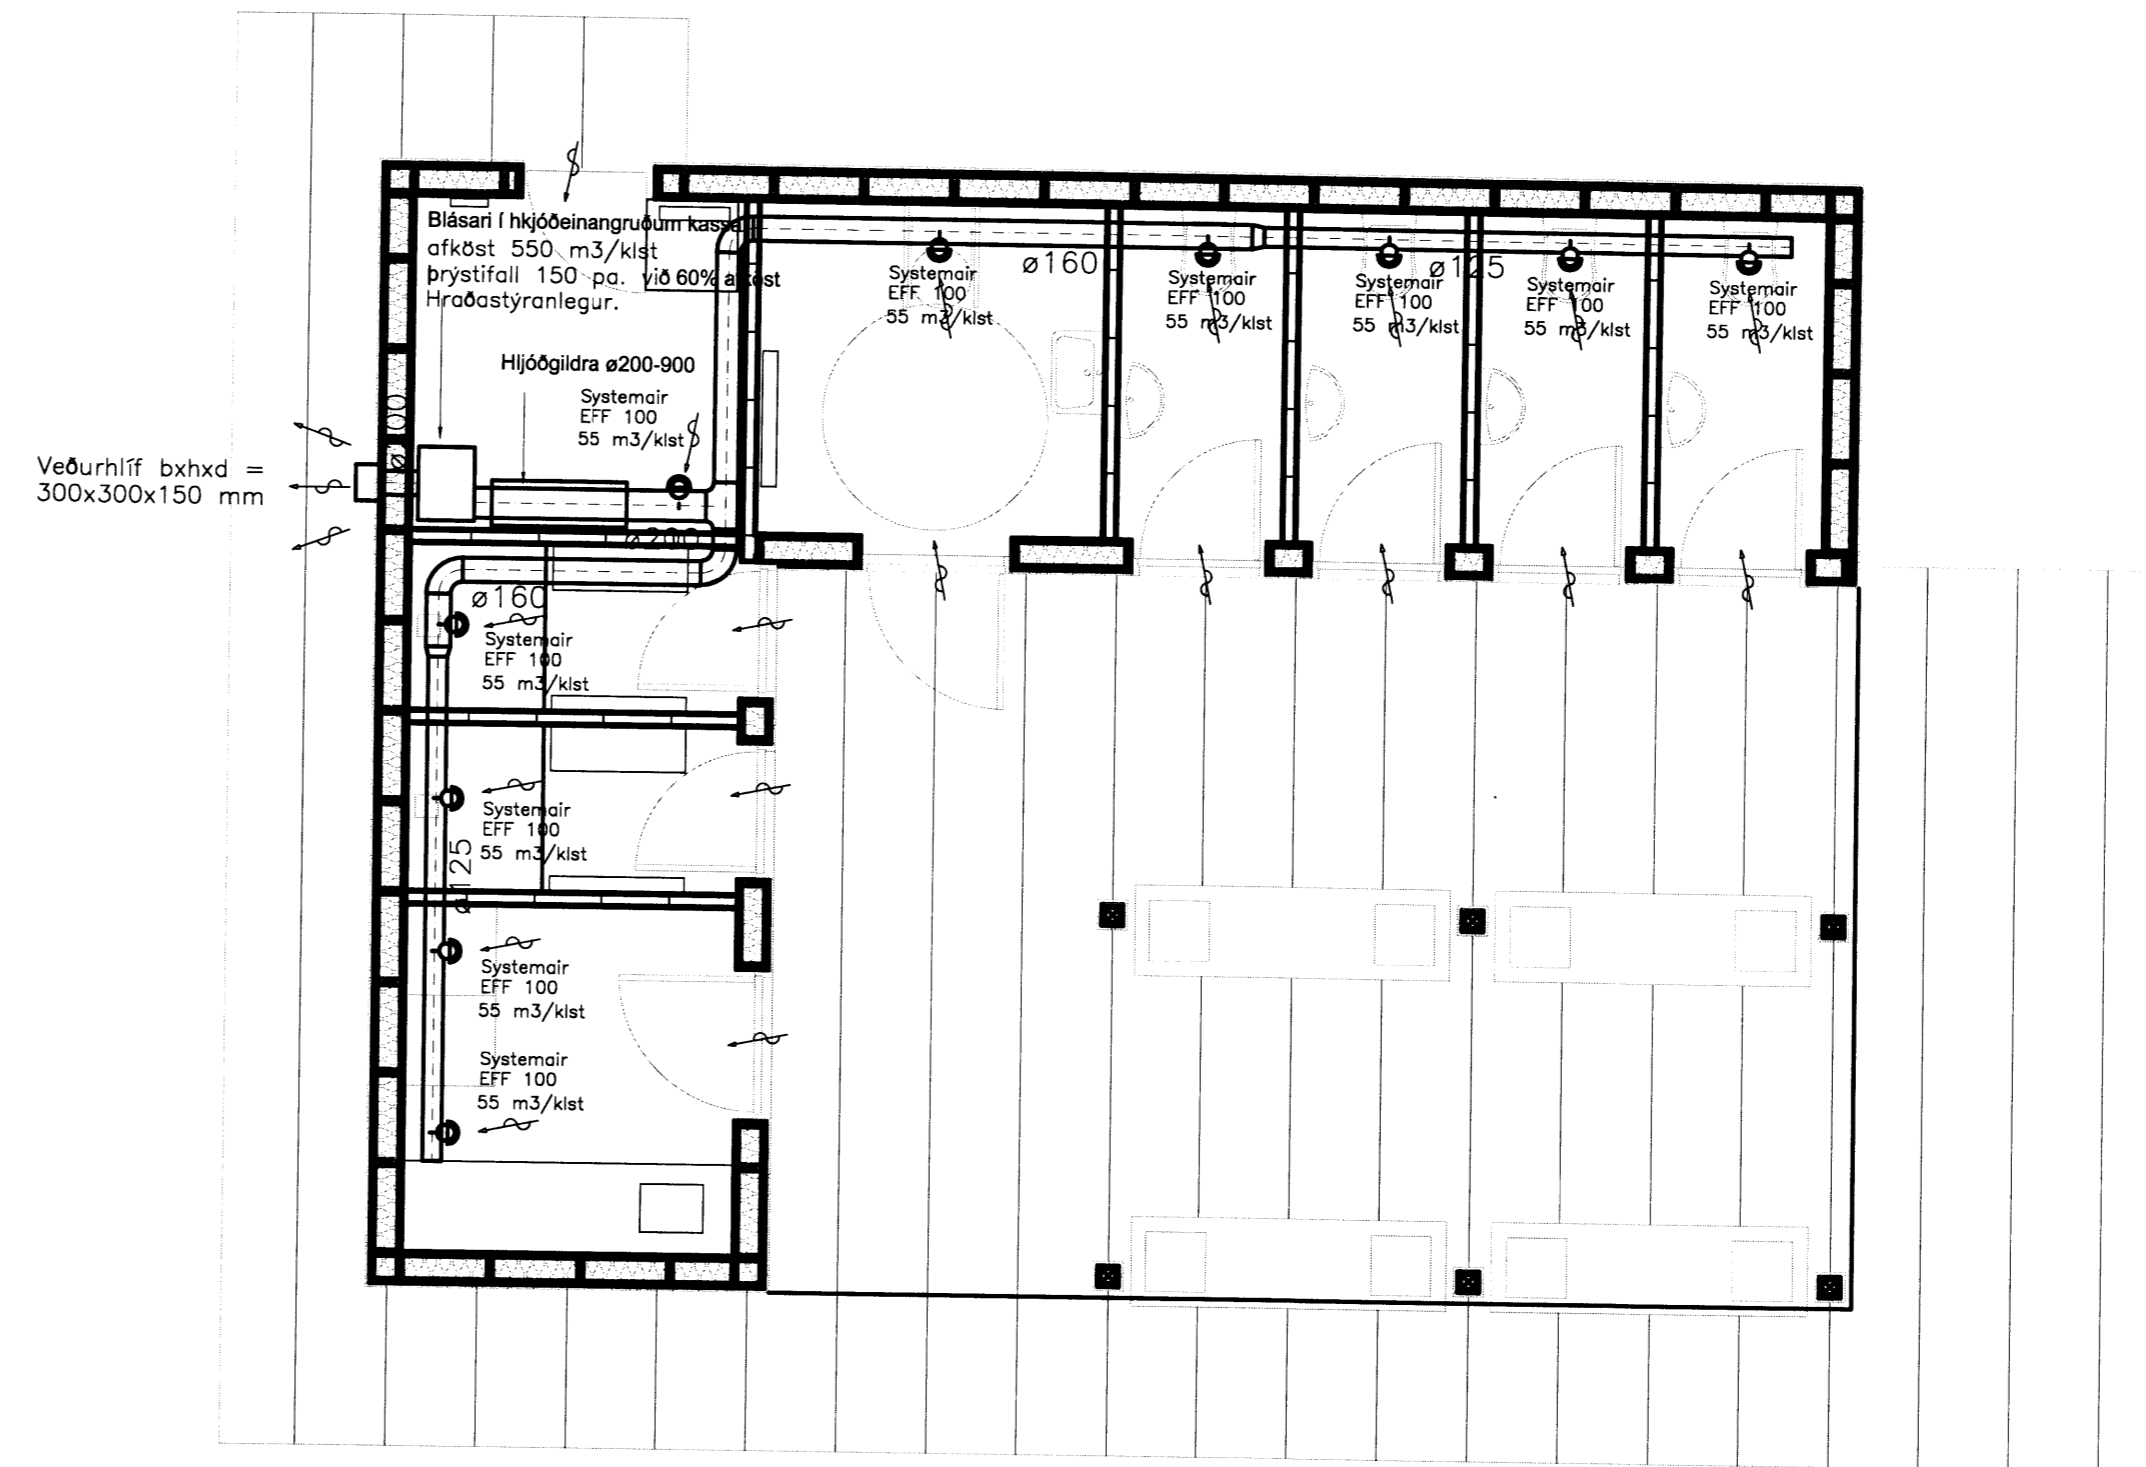 Blásari í hkjóðeinangruðum kassa
afköst 550 m3/klst
þrýstifall 150 pa. við 60% afköst
Hraðastýranlegur.
Hljóðgildra ø200-900
Systemair
EFF 100
55 m3/klst
Veðurhlíf bxhxd =
300x300x150 mm
ø200
ø200
Systemair
EFF 100
55 m3/klst
ø160
Systemair
EFF 100
55 m3/klst
Systemair
EFF 100
55 m3/klst
ø125
Systemair
EFF 100
55 m3/klst
Systemair
EFF 100
55 m3/klst
ø160
Systemair
EFF 100
55 m3/klst
Systemair
EFF 100
55 m3/klst
ø125
Systemair
EFF 100
55 m3/klst
Systemair
EFF 100
55 m3/klst